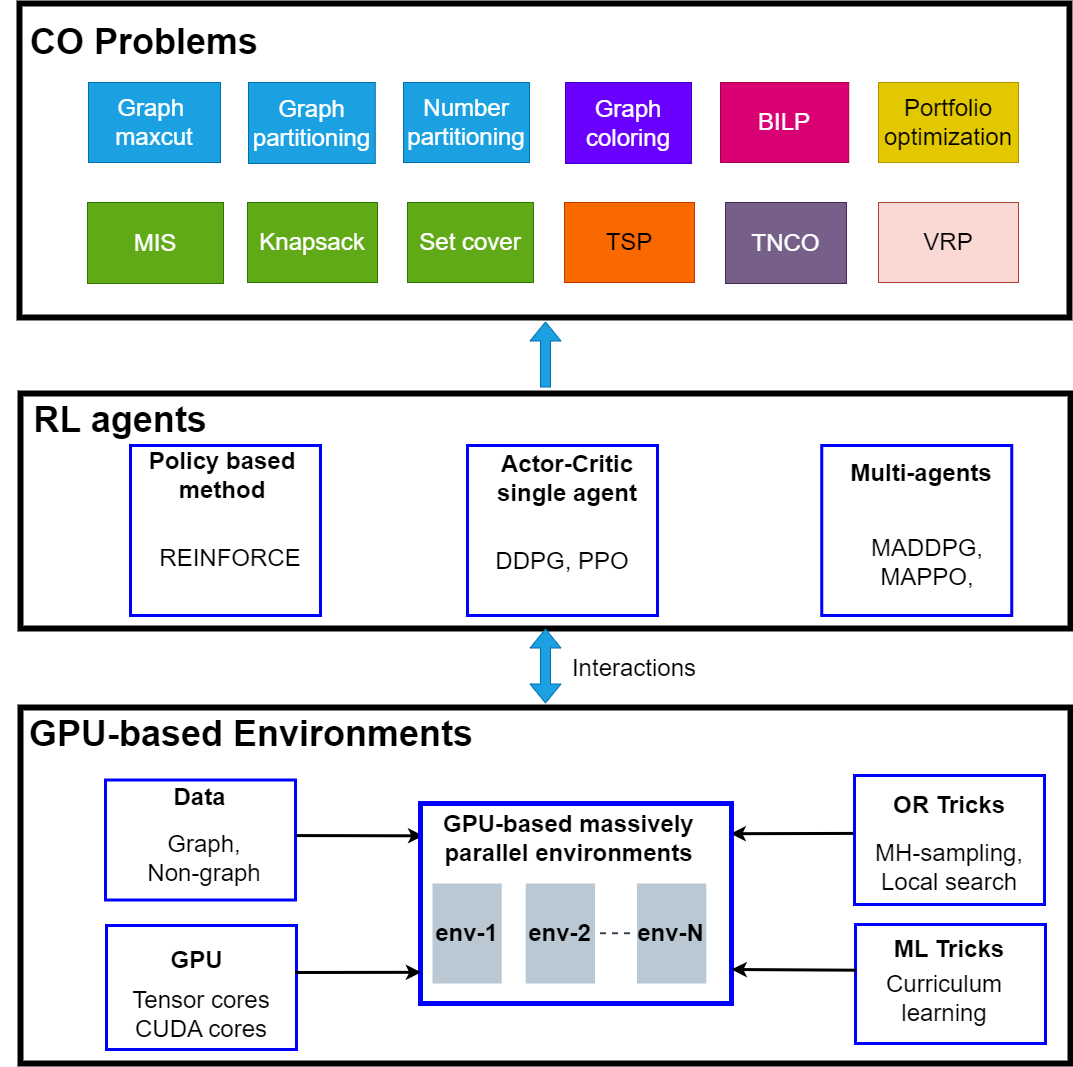 CO Problems
Graph
maxcut
Graph
partitioning
Number
partitioning
Graph
coloring
BILP
Portfolio
optimization
MIS
Knapsack
Set cover
TSP
TNCO
VRP
RL agents
Policy based
method
REINFORCE
Actor-Critic
single agent
DDPG, PPO
Multi-agents
MADDPG,
MAPPO,
Interactions
GPU-based Environments
Data
Graph,
Non-graph
GPU
Tensor cores
CUDA cores
GPU-based massively
parallel environments
env-1
env-2
env-N
OR Tricks
MH-sampling,
Local search
ML Tricks
Curriculum
learning